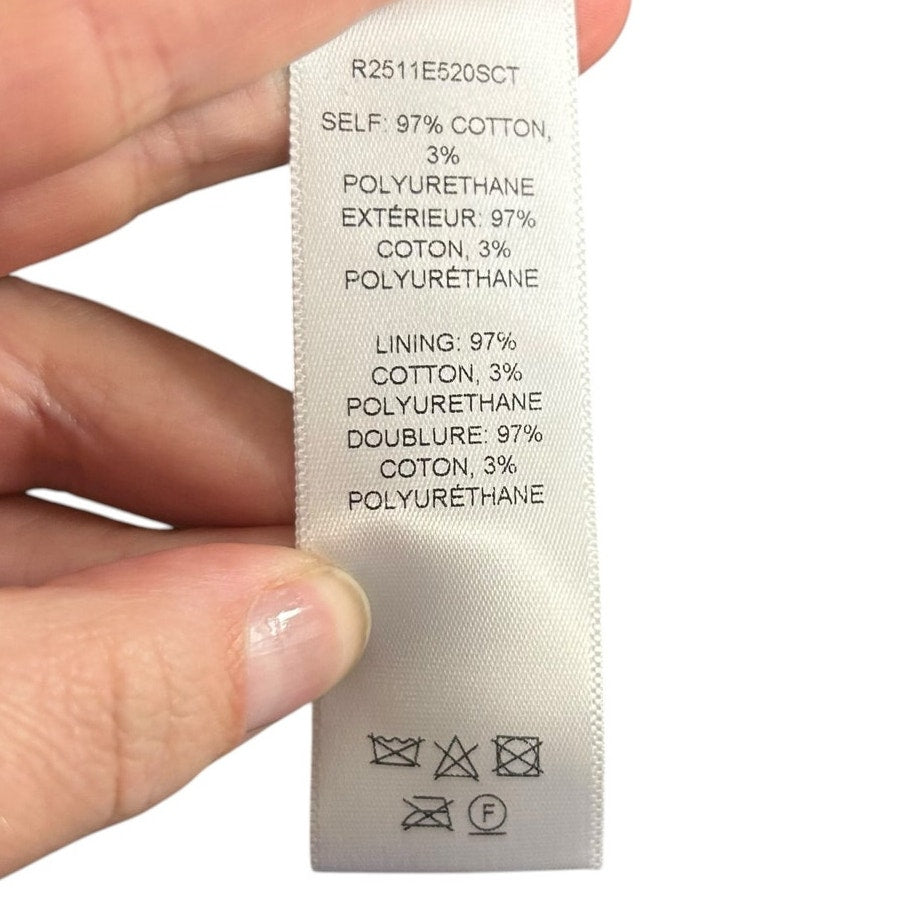 R2511E520SCT
SELF: 97% COTTON,
3%
POLYURETHANE
EXTÉRIEUR: 97%
COTON, 3%
POLYURÉTHANE
LINING: 97%
COTTON, 3%
POLYURETHANE
DOUBLURE: 97%
COTON, 3%
POLYURÉTHANE
F